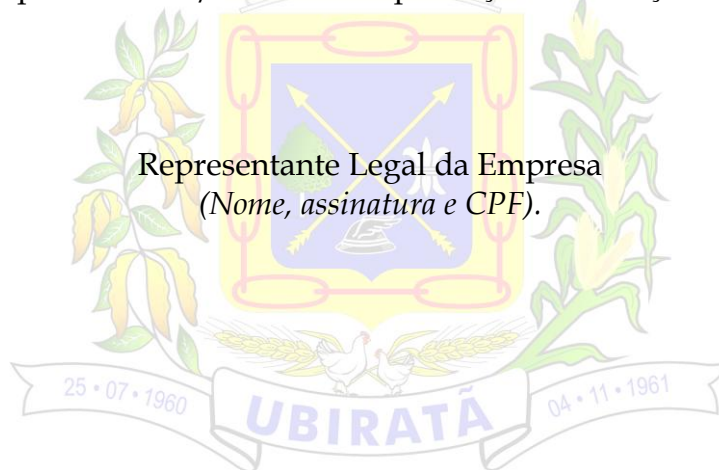 Representante Legal da Empresa
(Nome, assinatura e CPF).
25 • 07 • 1960
UBIRATÃ
04 • 11 • 1961